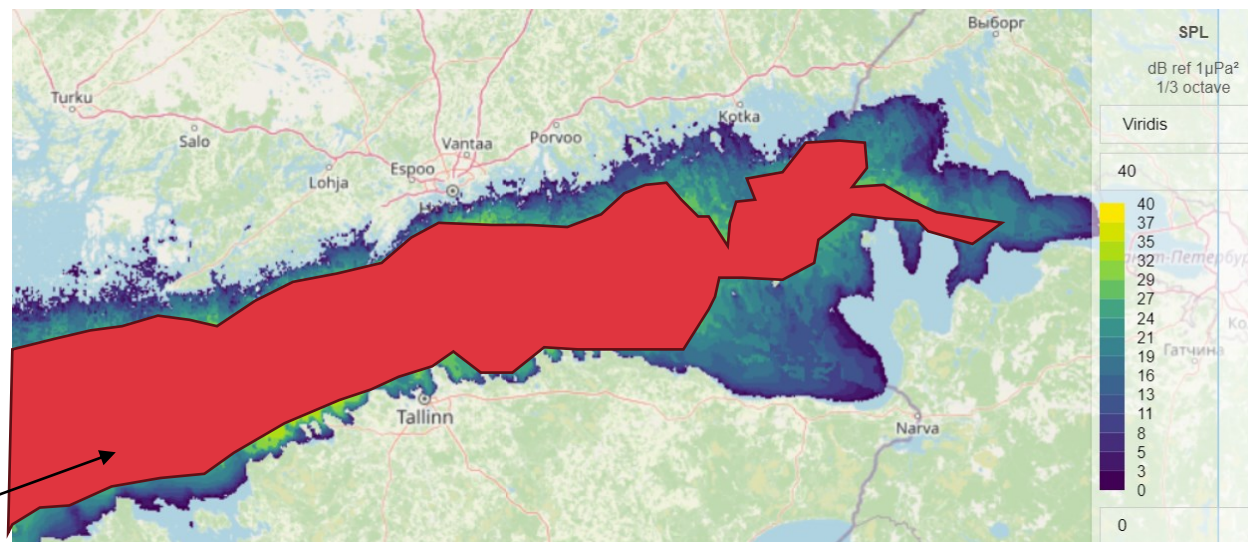 Выборг
Turku
Salo
Lohja
Espoo
Vantaa
Porvoo
Kotka
Tallinn
Narva
SPL
dB ref 1µPa²
1/3 octave
Viridis
40
40
37
35
32
29
27
24
21
19
16
13
11
8
5
3
0
0
Гатчина